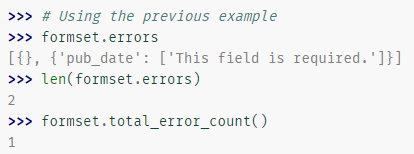 >>> # Using the previous example
>>> formset.errors
[{}, {'pub_date': ['This field is required.']}]
>>> len(formset.errors)
2
>>> formset.total_error_count()
1